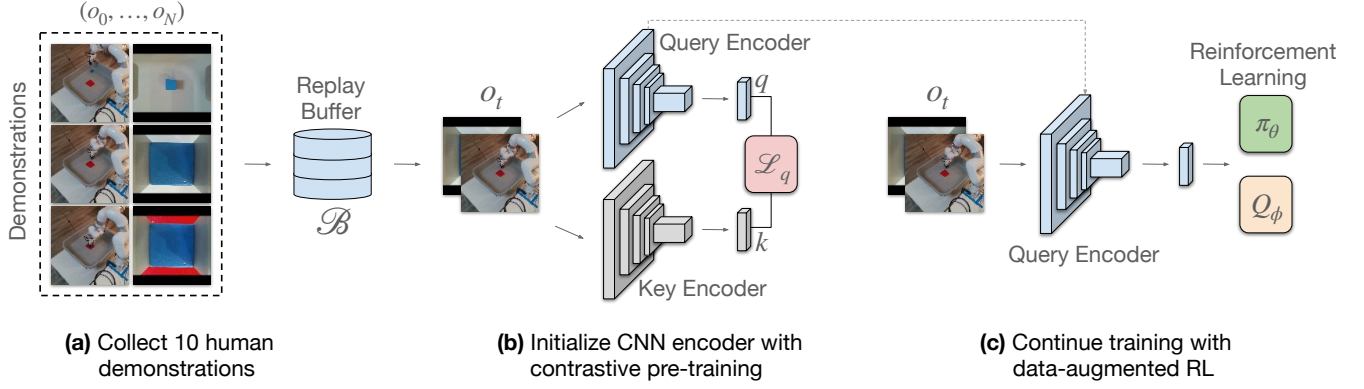 (o_0, …, o_N)
Demonstrations
Replay
Buffer
ℬ
o_t
Query Encoder
q
ℒ_q
k
Key Encoder
o_t
Query Encoder
Reinforcement
Learning
π_θ
Q_ϕ
(a) Collect 10 human
demonstrations
(b) Initialize CNN encoder with
contrastive pre-training
(c) Continue training with
data-augmented RL